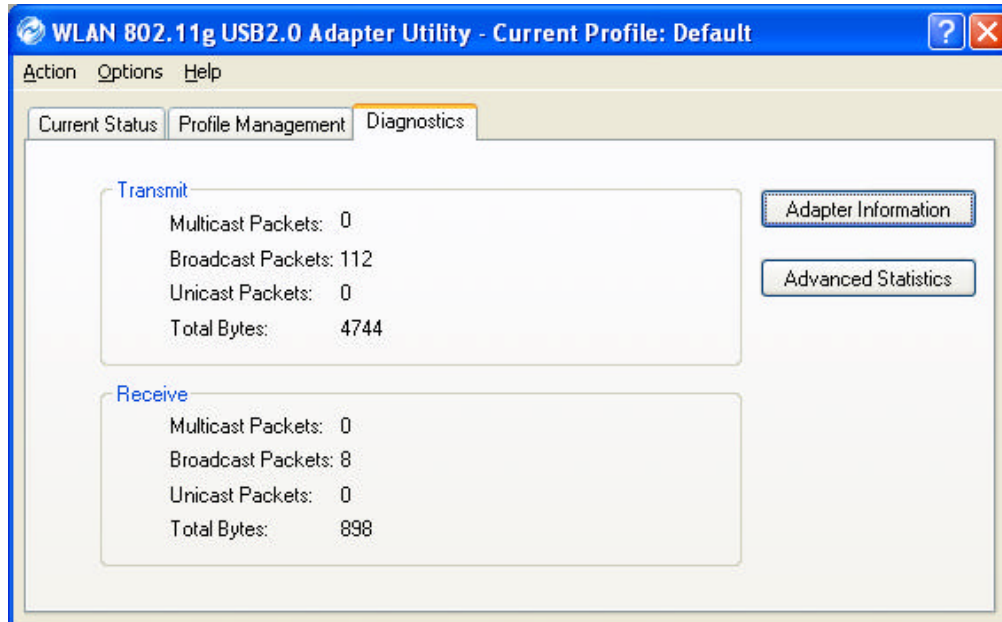 WLAN 802.11g USB2.0 Adapter Utility - Current Profile: Default
Action Options Help
Current Status Profile Management Diagnostics
Transmit
Multicast Packets: 0
Broadcast Packets: 112
Unicast Packets: 0
Total Bytes: 4744
Adapter Information
Advanced Statistics
Receive
Multicast Packets: 0
Broadcast Packets: 8
Unicast Packets: 0
Total Bytes: 898